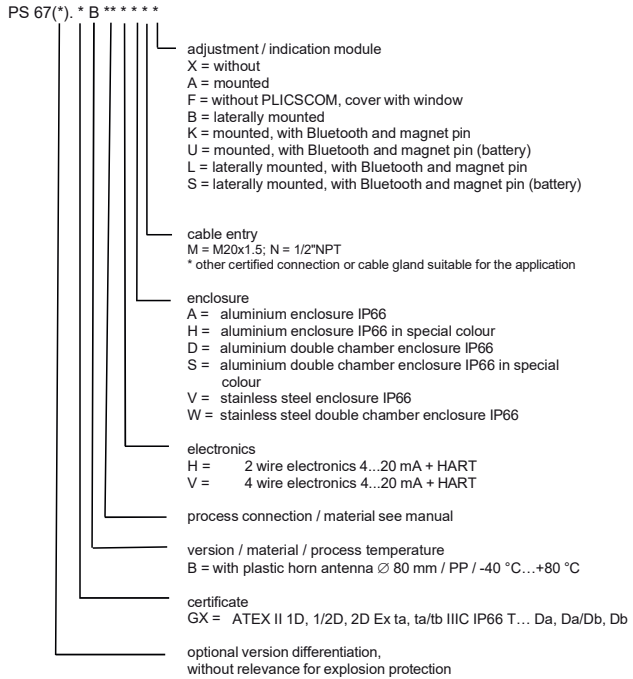 PS 67(*). * B ** * * * *
adjustment / indication module
X = without
A = mounted
F = without PLICSCOM, cover with window
B = laterally mounted
K = mounted, with Bluetooth and magnet pin
U = mounted, with Bluetooth and magnet pin (battery)
L = laterally mounted, with Bluetooth and magnet pin
S = laterally mounted, with Bluetooth and magnet pin (battery)
cable entry
M = M20x1.5; N = 1/2"NPT
* other certified connection or cable gland suitable for the application
enclosure
A = aluminium enclosure IP66
H = aluminium enclosure IP66 in special colour
D = aluminium double chamber enclosure IP66
S = aluminium double chamber enclosure IP66 in special
colour
V = stainless steel enclosure IP66
W = stainless steel double chamber enclosure IP66
electronics
H = 2 wire electronics 4...20 mA + HART
V = 4 wire electronics 4...20 mA + HART
process connection / material see manual
version / material / process temperature
B = with plastic horn antenna ∅ 80 mm / PP / -40 °C…+80 °C
certificate
GX = ATEX II 1D, 1/2D, 2D Ex ta, ta/tb IIIC IP66 T… Da, Da/Db, Db
optional version differentiation,
without relevance for explosion protection